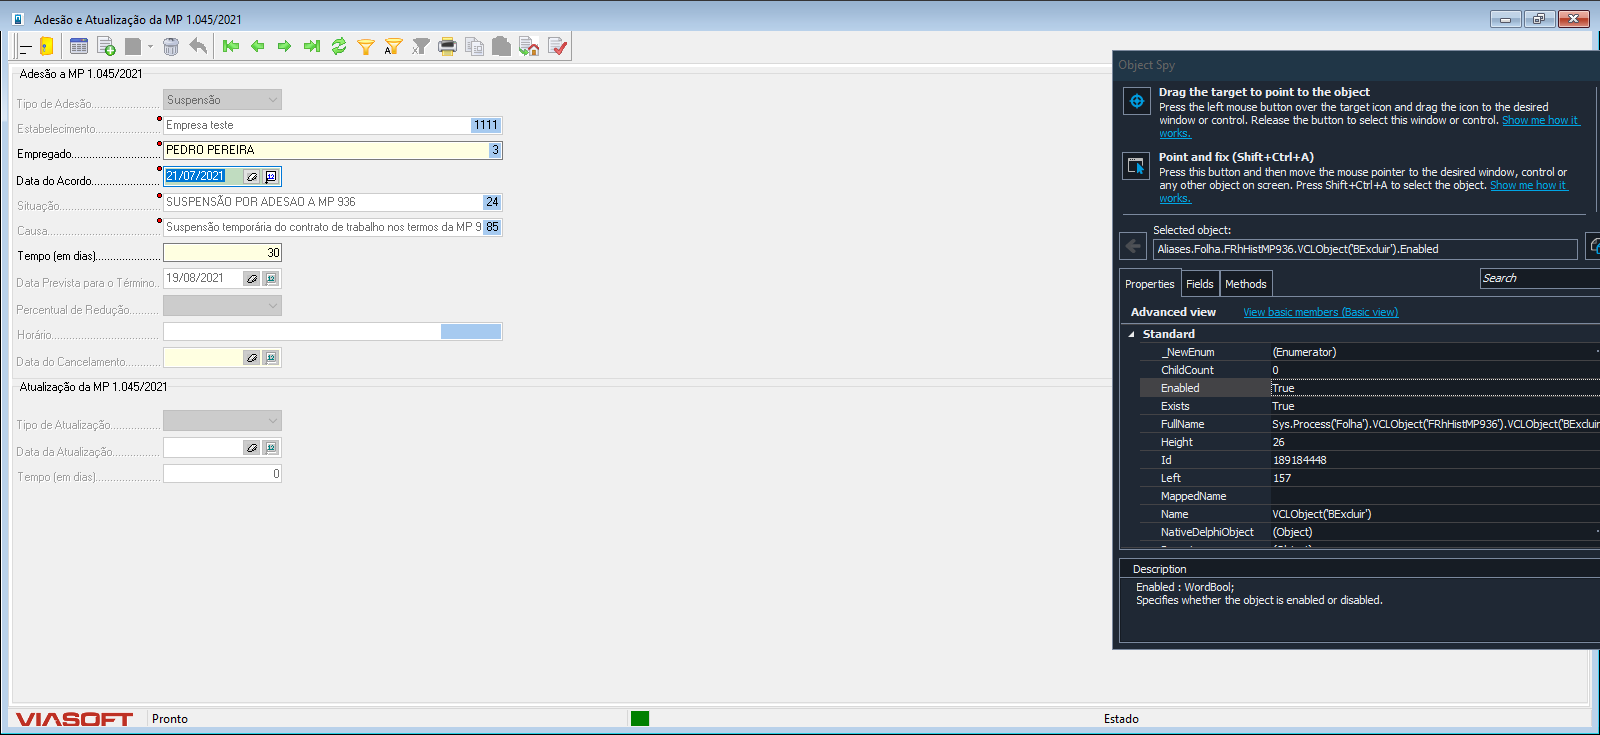 Adesão e Atualização da MP 1.045/2021
Adesão a MP 1.045/2021
Tipo de Adesão
Suspensão
Estabelecimento
Empresa teste
1111
Empregado
PEDRO PEREIRA
3
Data do Acordo
21/07/2021
Situação
SUSPENSÃO POR ADESAO A MP 936
24
Causa
Suspensão temporária do contrato de trabalho nos termos da MP 9
85
Tempo (em dias)
30
Data Prevista para o Término
19/08/2021
Percentual de Redução
Horário
Data do Cancelamento
Atualização da MP 1.045/2021
Tipo de Atualização
Data da Atualização
Tempo (em dias)
0
VIASOFT
Pronto
Estado
Object Spy
Drag the target to point to the object
Press the left mouse button over the target icon and drag the icon to the desired
window or control. Release the button to select this window or control. Show me how it
works.
Point and fix (Shift+Ctrl+A)
Press this button and then move the mouse pointer to the desired window, control or
any other object on screen. Press Shift+Ctrl+A to select the object. Show me how it
works.
Selected object:
Aliases.Folha.FRhHistMP936.VCLObject('BExcluir').Enabled
Properties
Fields
Methods
Search
Advanced view
View basic members (Basic view)
Standard
_NewEnum (Enumerator)
ChildCount 0
Enabled True
Exists True
FullName Sys.Process('Folha').VCLObject('FRhHistMP936').VCLObject('BExcluir
Height 26
Id 189184448
Left 157
MappedName
Name VCLObject('BExcluir')
NativeDelphiObject (Object)
Description
Enabled : WordBool;
Specifies whether the object is enabled or disabled.